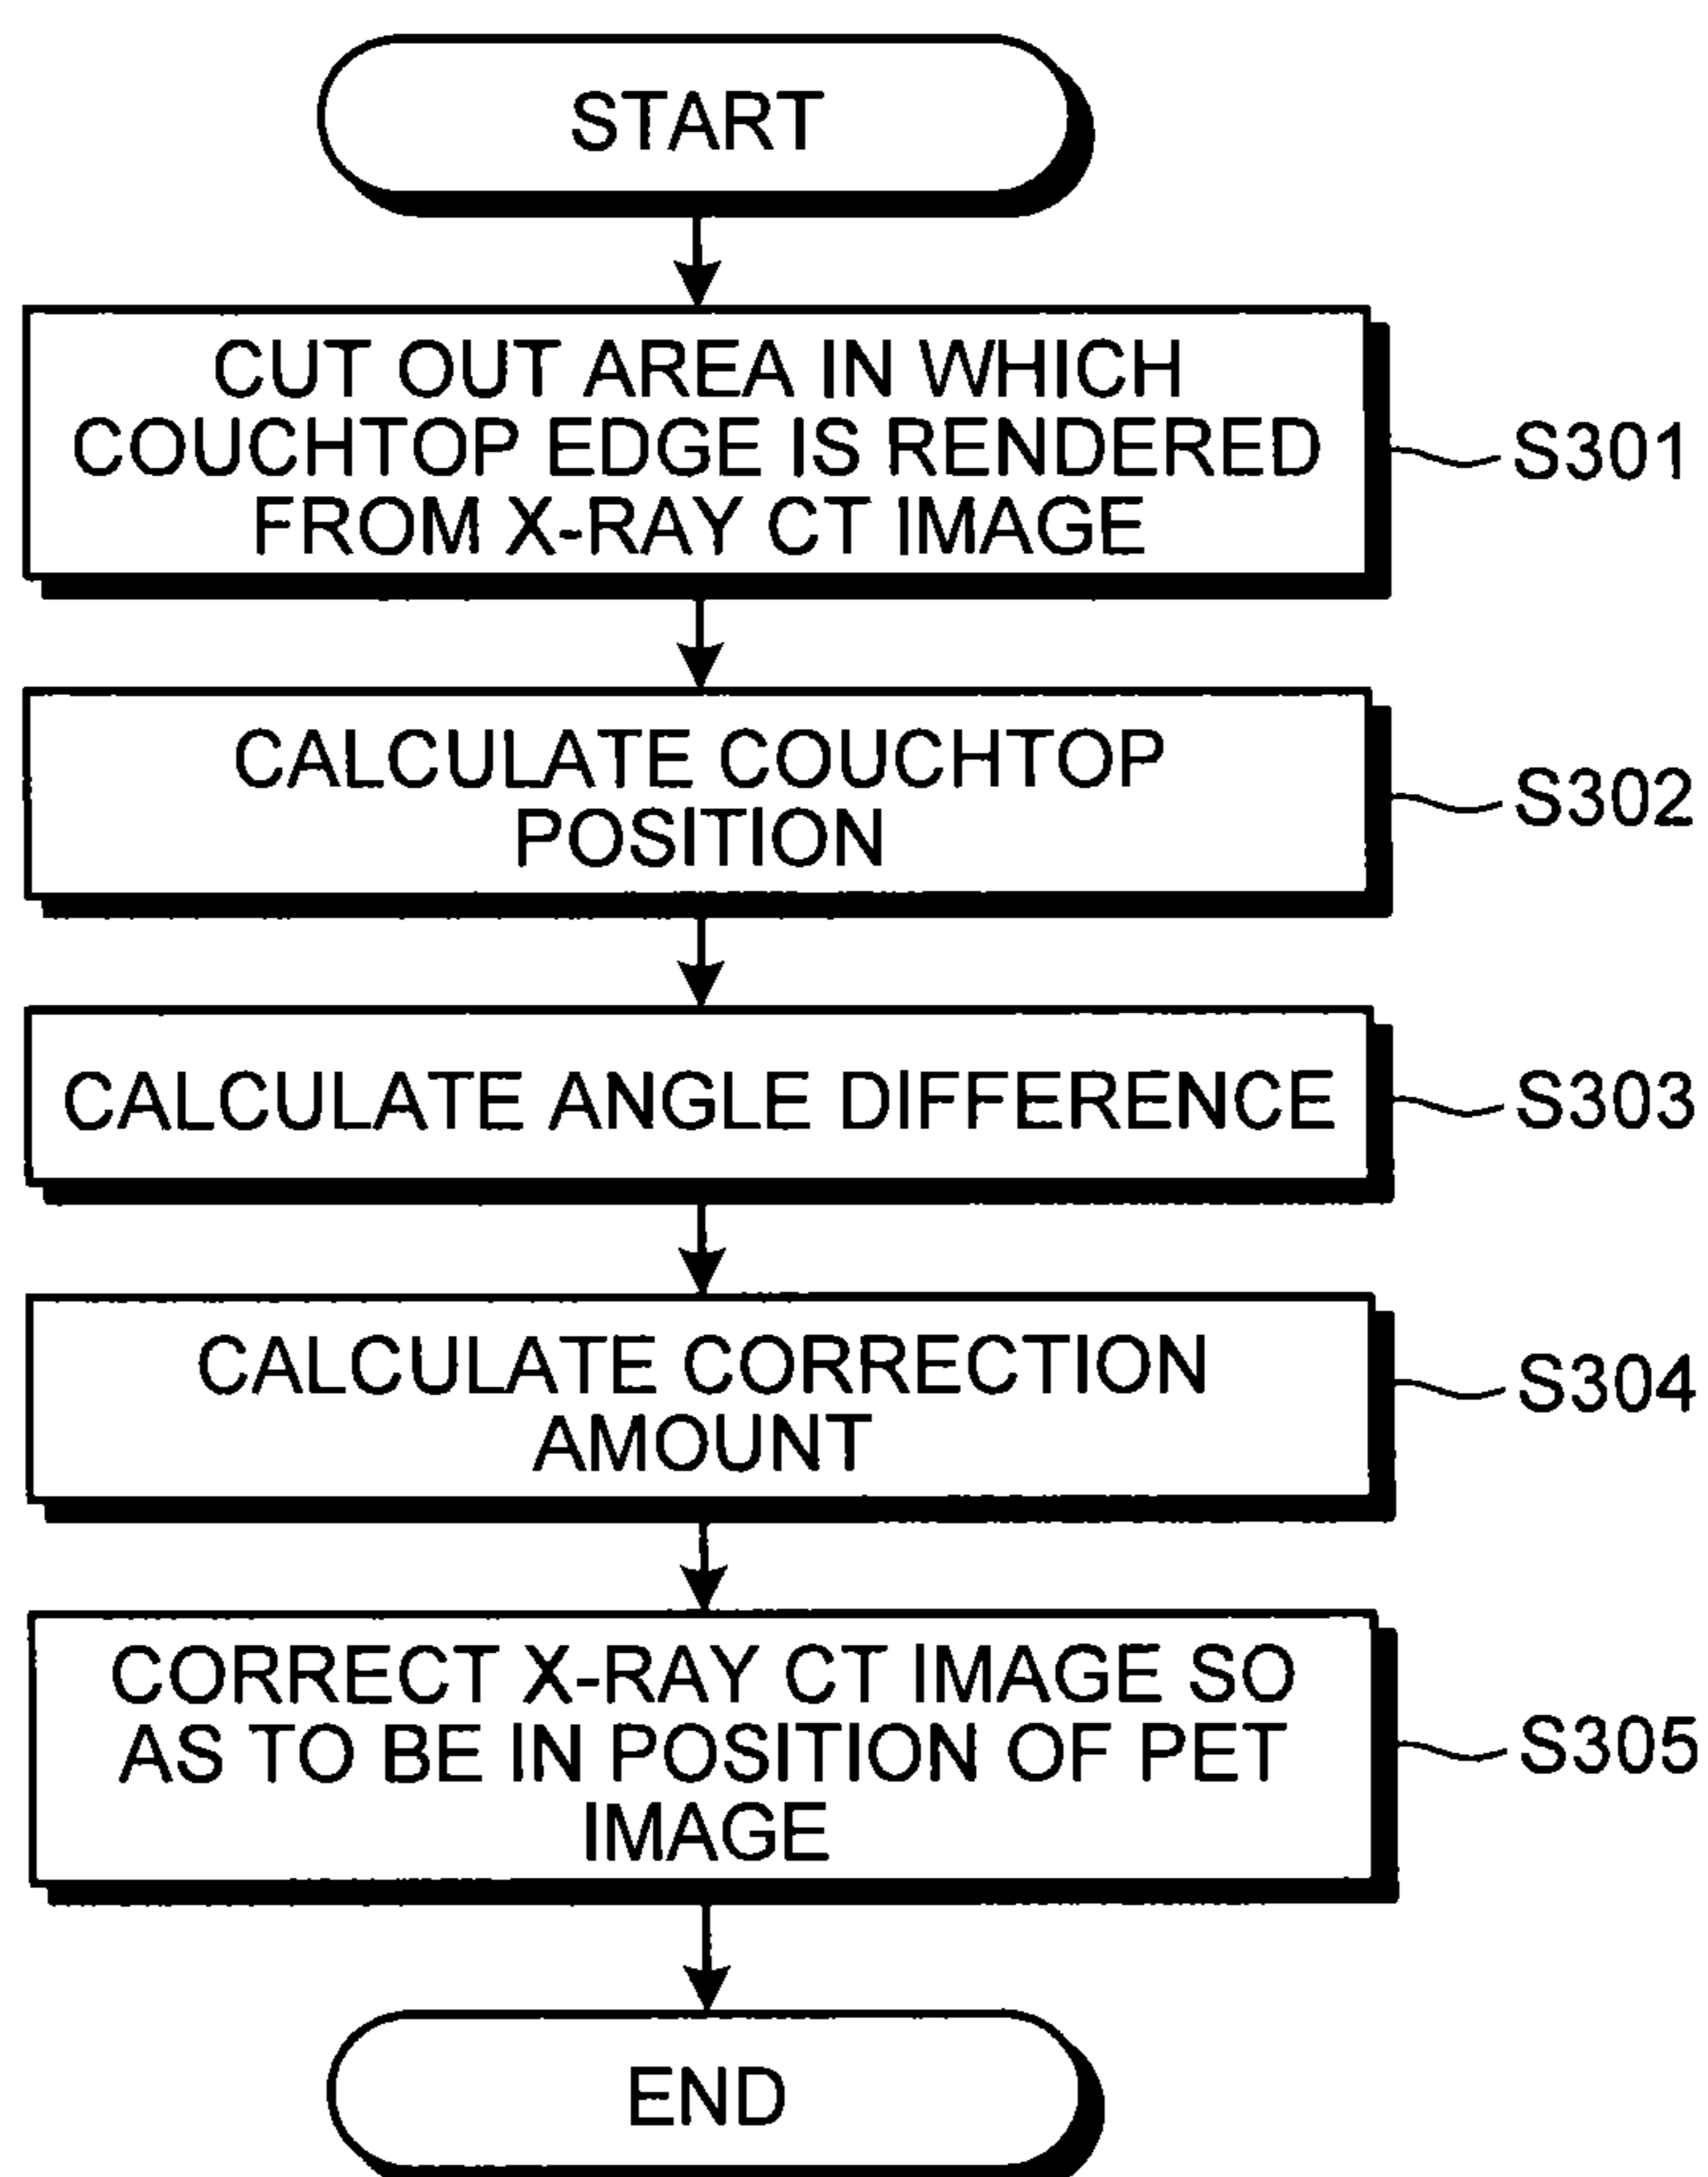 START
CUT OUT AREA IN WHICH
COUCHTOP EDGE IS RENDERED
FROM X-RAY CT IMAGE
S301
CALCULATE COUCHTOP
POSITION
S302
CALCULATE ANGLE DIFFERENCE
S303
CALCULATE CORRECTION
AMOUNT
S304
CORRECT X-RAY CT IMAGE SO
AS TO BE IN POSITION OF PET
IMAGE
S305
END